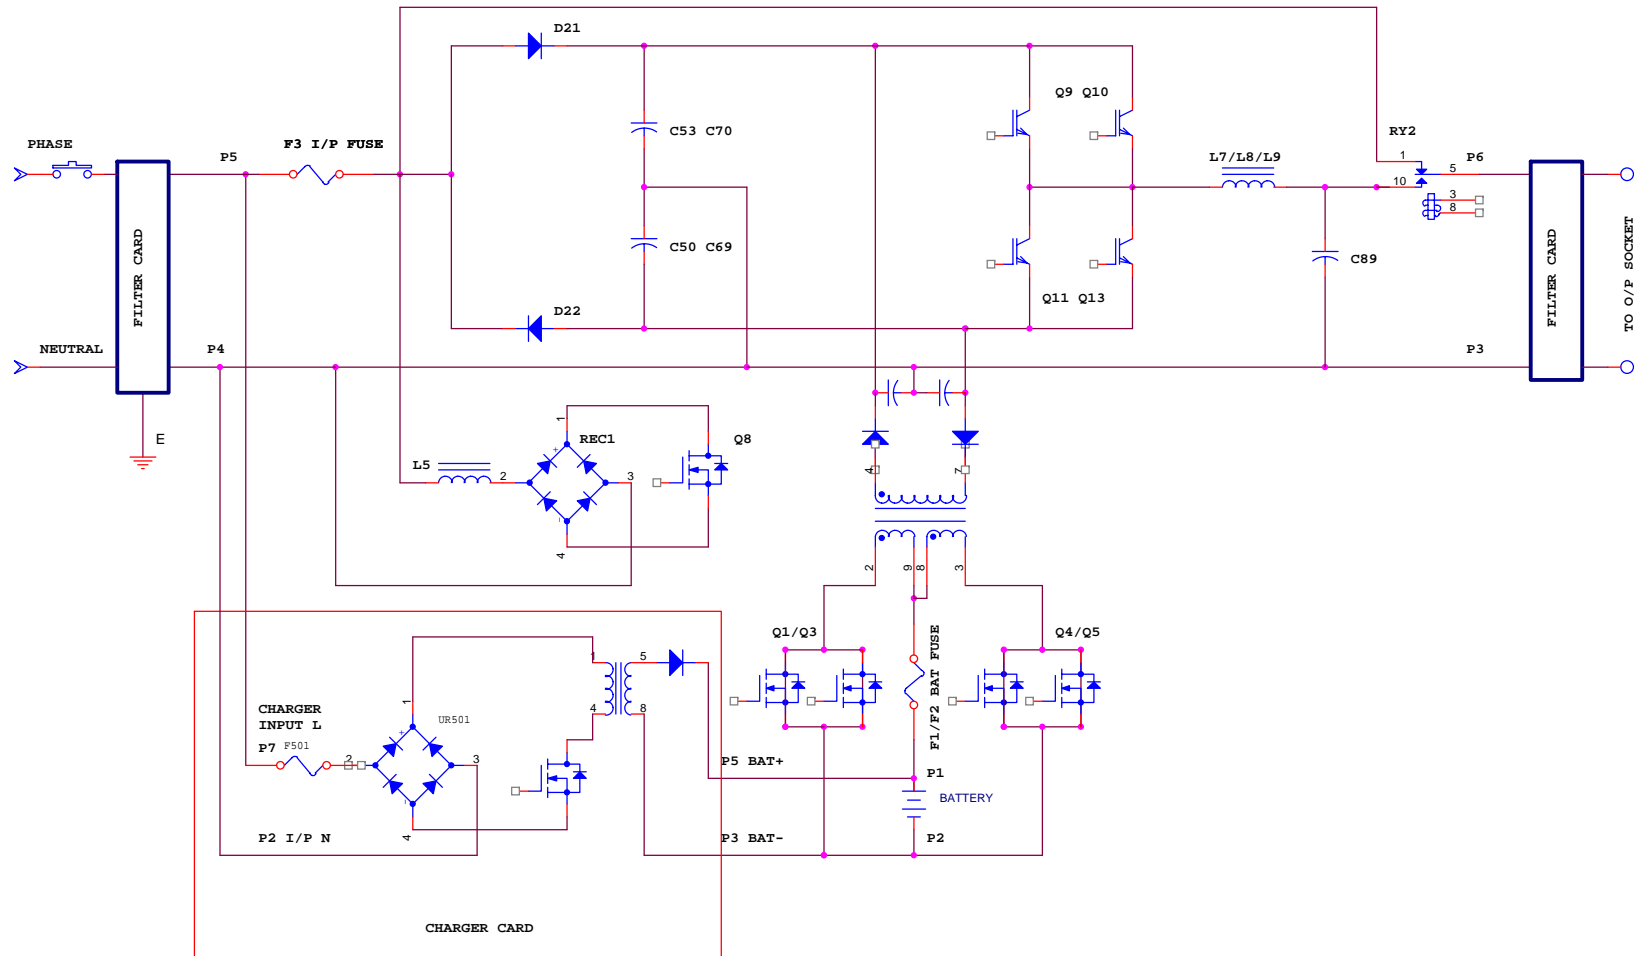 D21
Q9 Q10
C53 C70
RY2
PHASE
F3 I/P FUSE
P5
L7/L8/L9
1
P6
5
10
3
8
FILTER CARD
C50 C69
C89
FILTER CARD
TO O/P SOCKET
Q11 Q13
D22
NEUTRAL
P4
P3
E
1
+
REC1
Q8
L5
2
3
4
7
-
4
2
9
8
3
Q1/Q3
F1/F2 BAT FUSE
Q4/Q5
1
5
4
8
1
CHARGER
INPUT L
UR501
+
P7
F501
2
3
P5 BAT+
P1
BATTERY
-
4
P2 I/P N
P3 BAT-
P2
CHARGER CARD